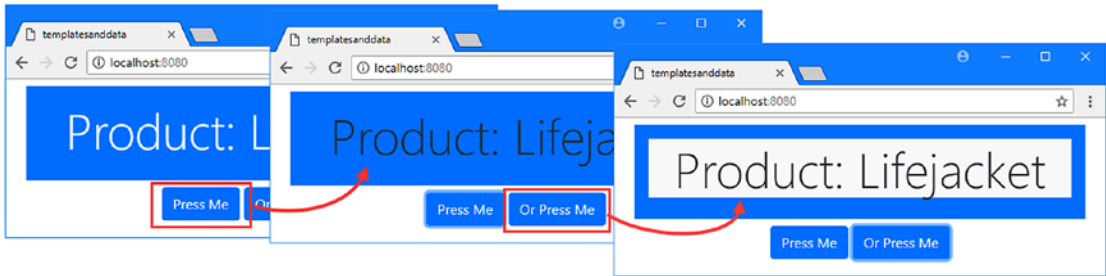 templatesanddata
localhost:8080
Product: L
Press Me
Or
templatesanddata
localhost:8080
Product: Lifeja
Press Me
Or Press Me
templatesanddata
localhost:8080
Product: Lifejacket
Press Me
Or Press Me